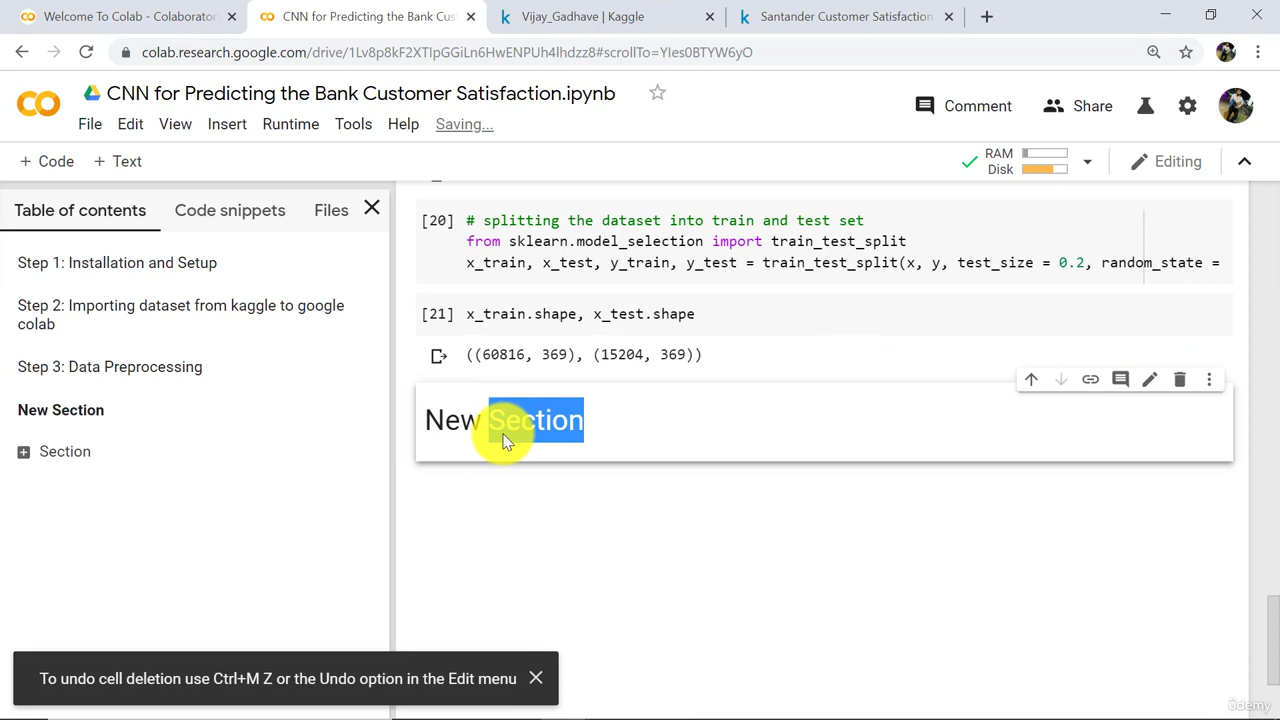 Welcome To Colab - Colaborator
CNN for Predicting the Bank Cus
Vijay_Gadhave | Kaggle
Santander Customer Satisfaction
colab.research.google.com/drive/1Lv8p8kF2XTIpGGiLn6HwENPUh4lhdzz8#scrollTo=YIes0BTYW6yO
CNN for Predicting the Bank Customer Satisfaction.ipynb
Comment
Share
File Edit View Insert Runtime Tools Help Saving...
+ Code + Text
RAM
Disk
Editing
Table of contents Code snippets Files
Step 1: Installation and Setup
Step 2: Importing dataset from kaggle to google
colab
Step 3: Data Preprocessing
New Section
Section
[20] # splitting the dataset into train and test set
from sklearn.model_selection import train_test_split
x_train, x_test, y_train, y_test = train_test_split(x, y, test_size = 0.2, random_state =
[21] x_train.shape, x_test.shape
((60816, 369), (15204, 369))
New Section
To undo cell deletion use Ctrl+M Z or the Undo option in the Edit menu
ûdemy